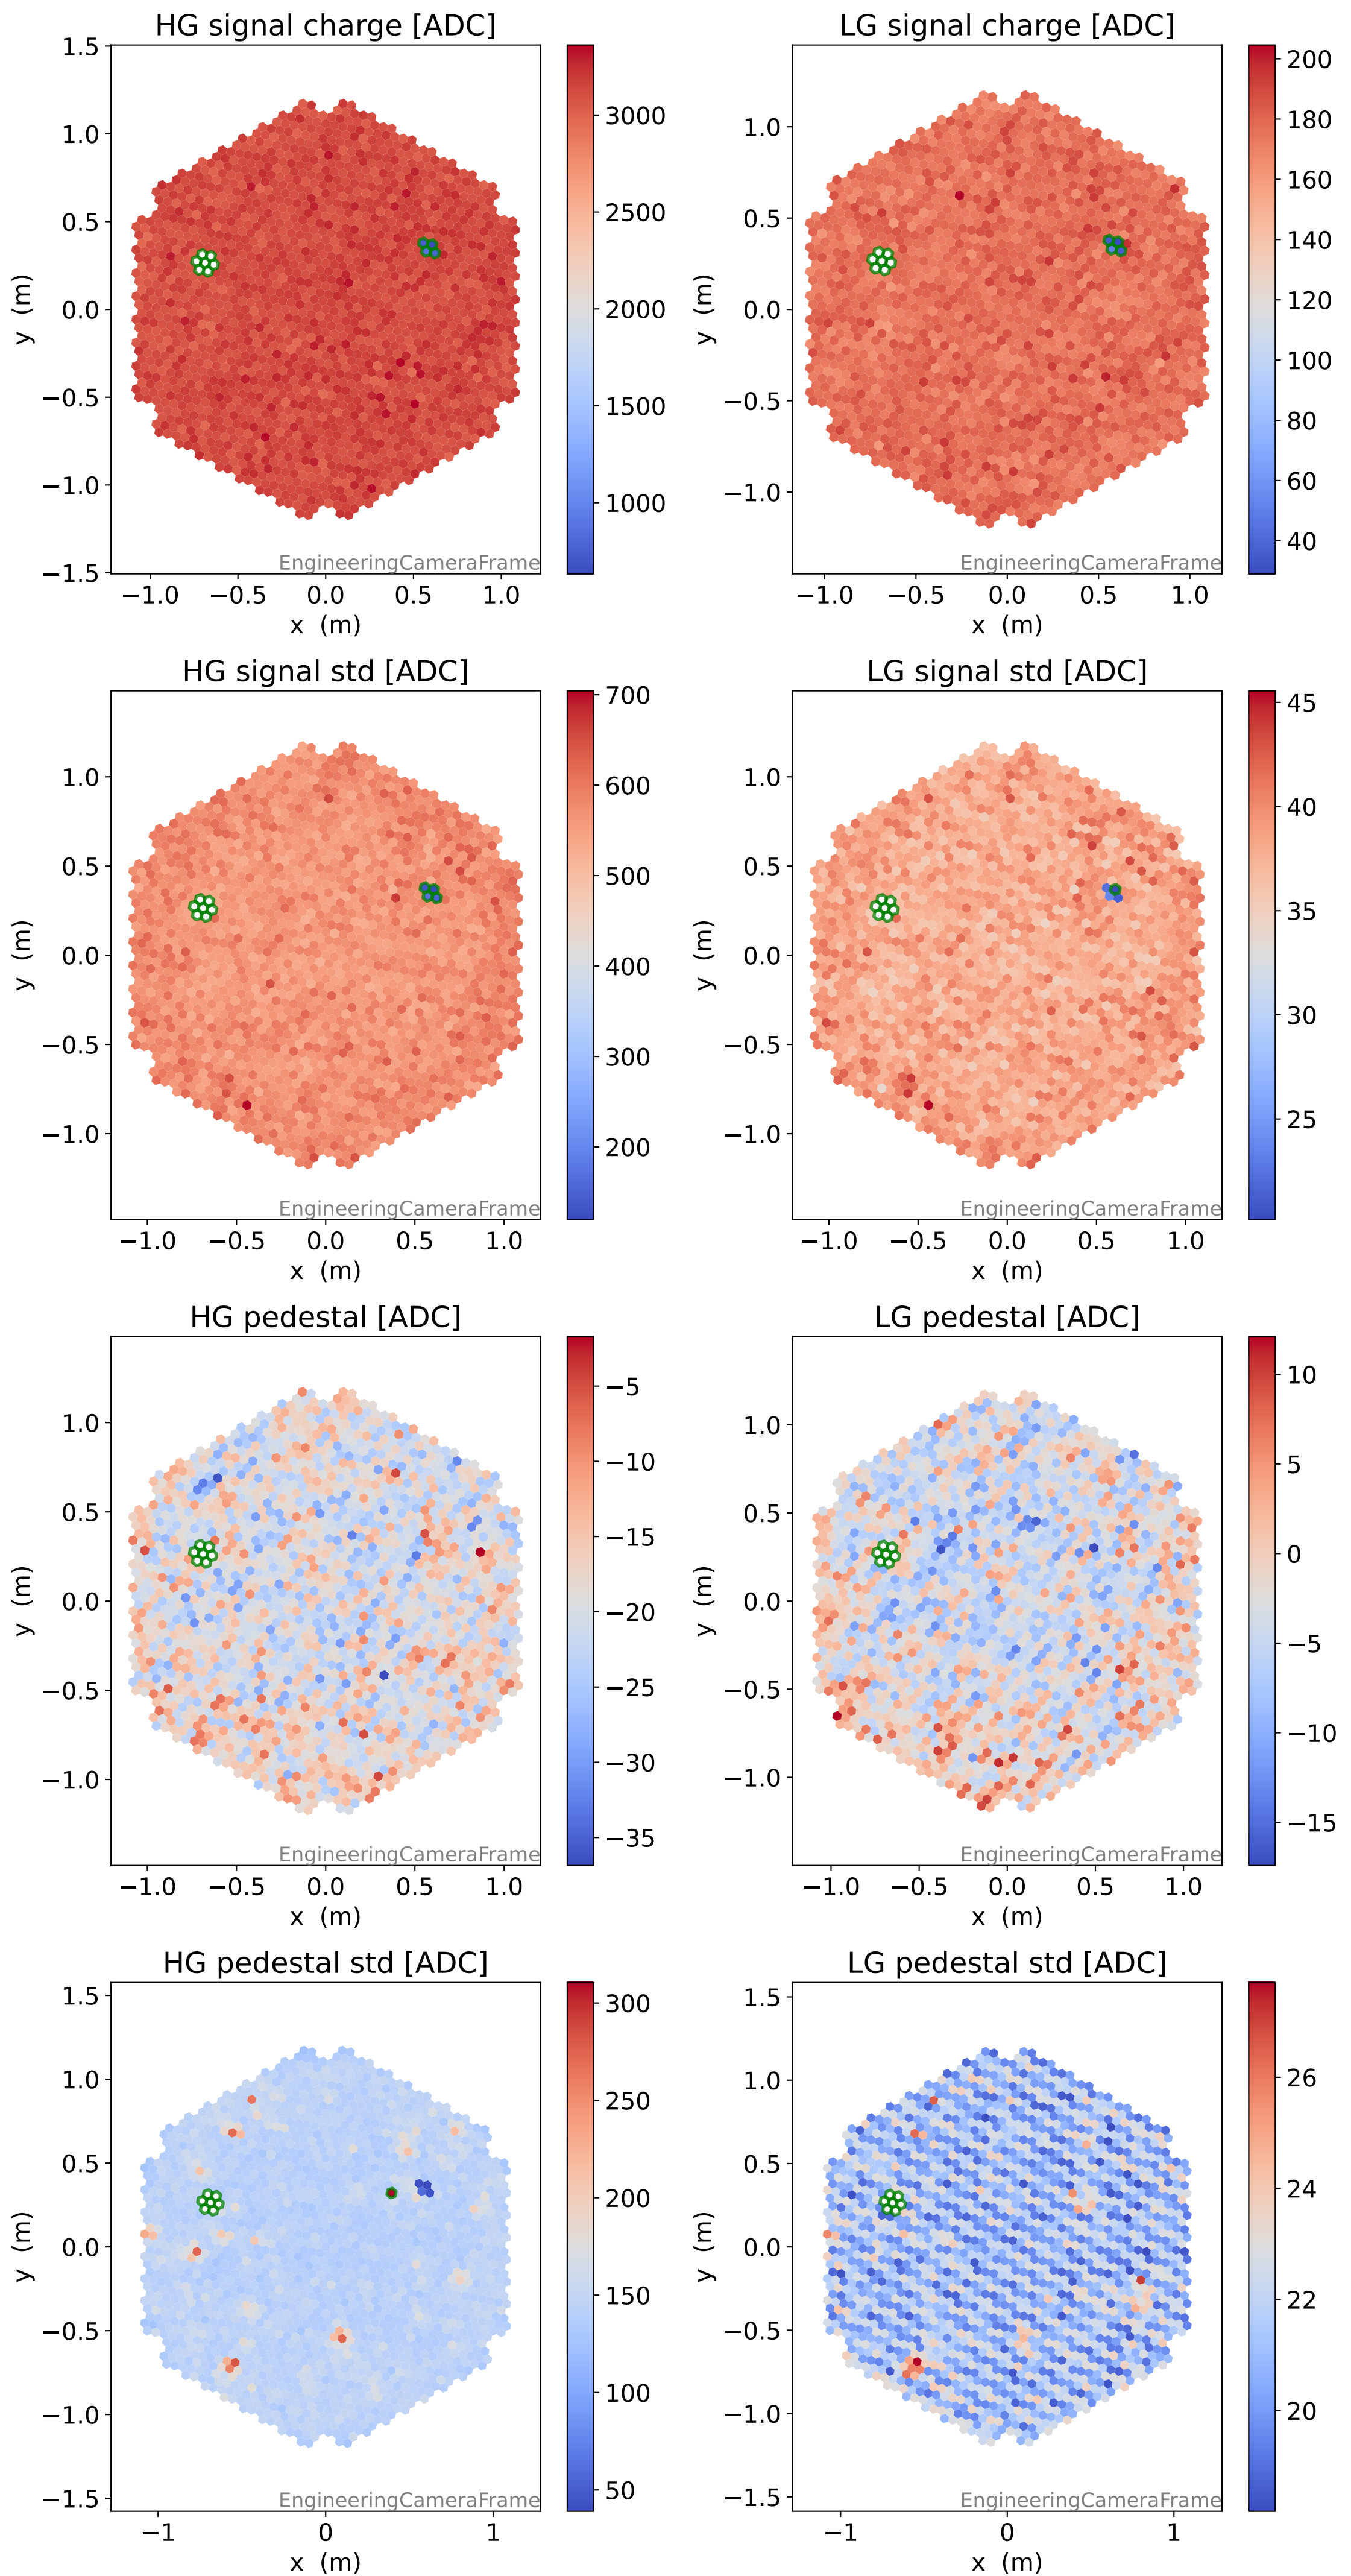 HG signal charge [ADC]
1.5
1.0
0.5
0.0
−0.5
−1.0
−1.5
y (m)
−1.0 −0.5 0.0 0.5 1.0
x (m)
EngineeringCameraFrame
3000
2500
2000
1500
1000
LG signal charge [ADC]
1.0
0.5
0.0
−0.5
−1.0
y (m)
−1.0 −0.5 0.0 0.5 1.0
x (m)
EngineeringCameraFrame
200
180
160
140
120
100
80
60
40
HG signal std [ADC]
1.0
0.5
0.0
−0.5
−1.0
y (m)
−1.0 −0.5 0.0 0.5 1.0
x (m)
EngineeringCameraFrame
700
600
500
400
300
200
LG signal std [ADC]
1.0
0.5
0.0
−0.5
−1.0
y (m)
−1.0 −0.5 0.0 0.5 1.0
x (m)
EngineeringCameraFrame
45
40
35
30
25
HG pedestal [ADC]
1.0
0.5
0.0
−0.5
−1.0
y (m)
−1.0 −0.5 0.0 0.5 1.0
x (m)
EngineeringCameraFrame
−5
−10
−15
−20
−25
−30
−35
LG pedestal [ADC]
1.0
0.5
0.0
−0.5
−1.0
y (m)
−1.0 −0.5 0.0 0.5 1.0
x (m)
EngineeringCameraFrame
10
5
0
−5
−10
−15
HG pedestal std [ADC]
1.5
1.0
0.5
0.0
−0.5
−1.0
−1.5
y (m)
−1 0 1
x (m)
EngineeringCameraFrame
300
250
200
150
100
50
LG pedestal std [ADC]
1.5
1.0
0.5
0.0
−0.5
−1.0
−1.5
y (m)
−1 0 1
x (m)
EngineeringCameraFrame
26
24
22
20